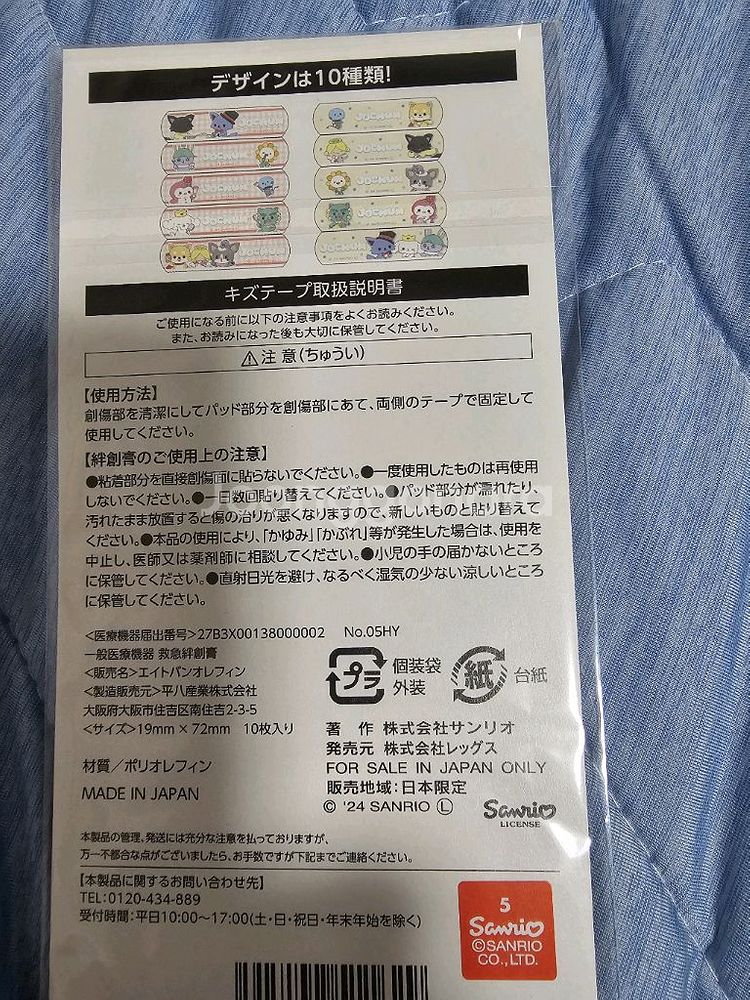 デザインは10種類!
JOCHUM
JOCHUM
JOCHUM
JOCHUM
JOCHUM
JOCHUM
JOCHUM
JOCHUM
JOCHUM
キズテープ取扱説明書
ご使用になる前に以下の注意事項をよくお読みください。
また、お読みになった後も大切に保管してください。
⚠注 意(ちゅうい)
【使用方法】
創傷部を清潔にしてパッド部分を創傷部にあて、両側のテープで固定して
使用してください。
【絆創膏のご使用上の注意】
●粘着部分を直接創傷面に貼らないでください。●一度使用したものは再使用
しないでください。●一日数回貼り替えてください。●パッド部分が濡れたり、
汚れたまま放置すると傷の治りが悪くなりますので、新しいものと貼り替えて
ください。●本品の使用により、「かゆみ」「かぶれ」等が発生した場合は、使用を
中止し、医師又は薬剤師に相談してください。●小児の手の届かないところ
に保管してください。●直射日光を避け、なるべく湿気の少ない涼しいところ
に保管してください。
<医療機器届出番号>27B3X00138000002 No.05HY
一般医療機器 救急絆創膏
<販売名>エイトバンオレフィン
<製造販売元>平八産業株式会社
大阪府大阪市住吉区南住吉2-3-5
<サイズ>19mm×72mm 10枚入り
プラ
個装袋
外装
紙
台紙
材質/ポリオレフィン
MADE IN JAPAN
著 作 株式会社サンリオ
発売元 株式会社レッグス
FOR SALE IN JAPAN ONLY
販売地域:日本限定
© '24 SANRIO Ⓛ
Sanrio
LICENSE
本製品の管理、発送には充分な注意を払っておりますが、
万一不都合な点がございましたら、お手数ですが下記までご連絡ください。
【本製品に関するお問い合わせ先】
TEL:0120-434-889
受付時間:平日10:00〜17:00(土・日・祝日・年末年始を除く)
5
Sanrio
©SANRIO
CO.,LTD.